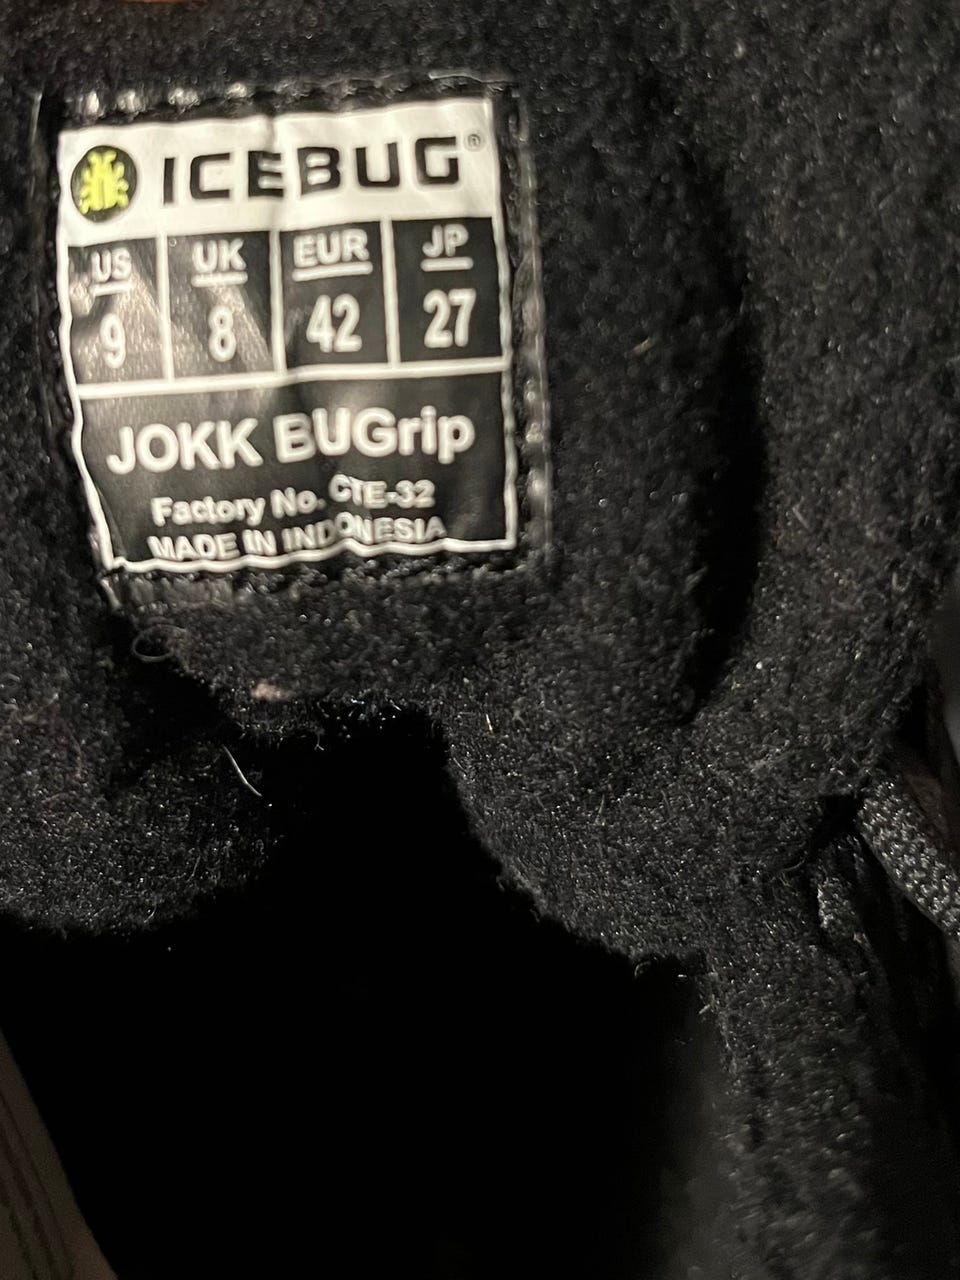 ICEBUG®
US UK EUR JP
9 8 42 27
JOKK BUGrip
Factory No. CTE-32
MADE IN INDONESIA